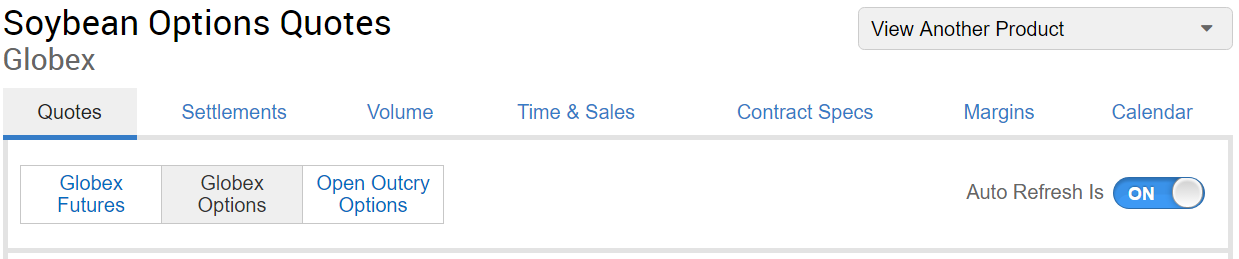 Soybean Options Quotes
Globex
View Another Product
Quotes Settlements Volume Time & Sales Contract Specs Margins Calendar
Globex Futures
Globex Options
Open Outcry Options
Auto Refresh Is ON